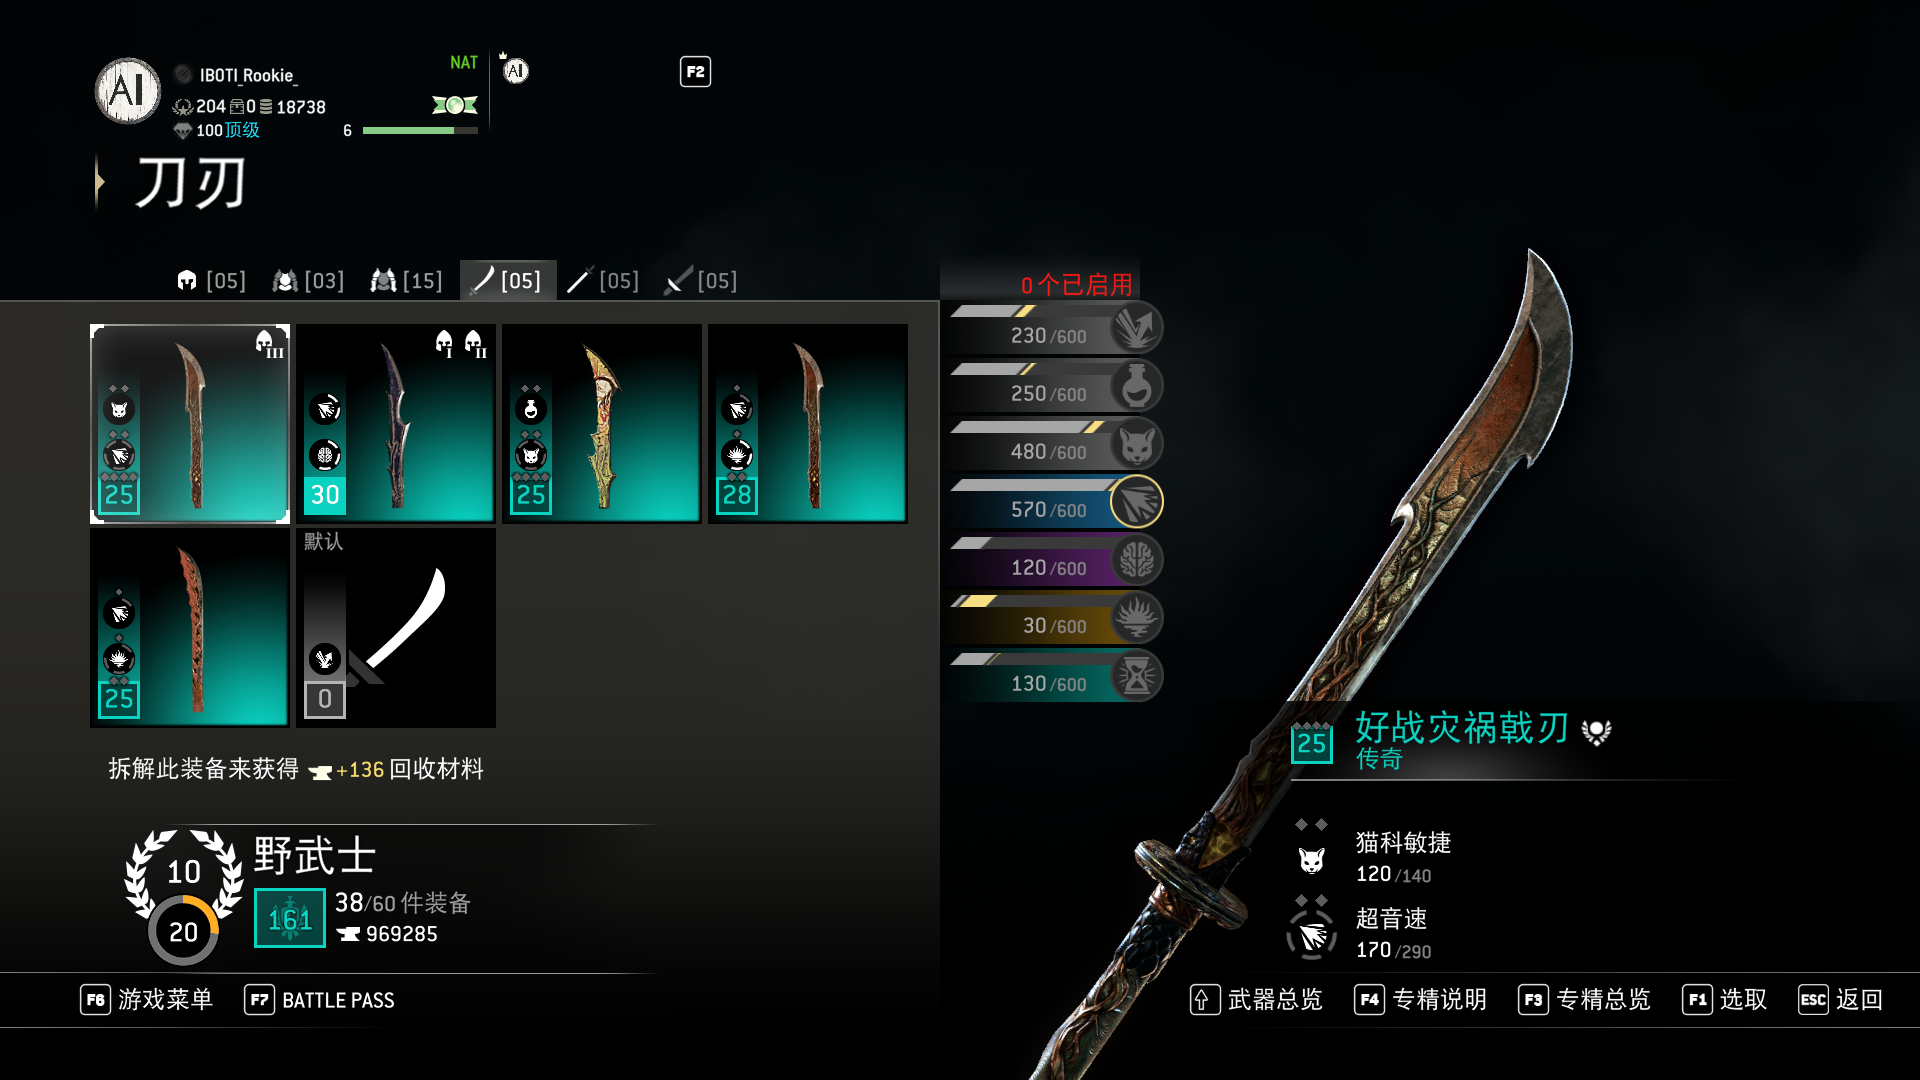 AI
IBOTI_Rookie_
NAT
AI
F2
204 0 18738
100顶级
6
刀刃
[05] [03] [15] [05] [05] [05]
0个已启用
III
25
I II
30
25
28
25
默认
0
230/600
250/600
480/600
570/600
120/600
30/600
130/600
拆解此装备来获得 +136 回收材料
10
20
野武士
161
38/60 件装备
969285
25
好战灾祸戟刃
传奇
猫科敏捷
120/140
超音速
170/290
F6 游戏菜单 F7 BATTLE PASS
武器总览 F4 专精说明 F3 专精总览 F1 选取 ESC 返回